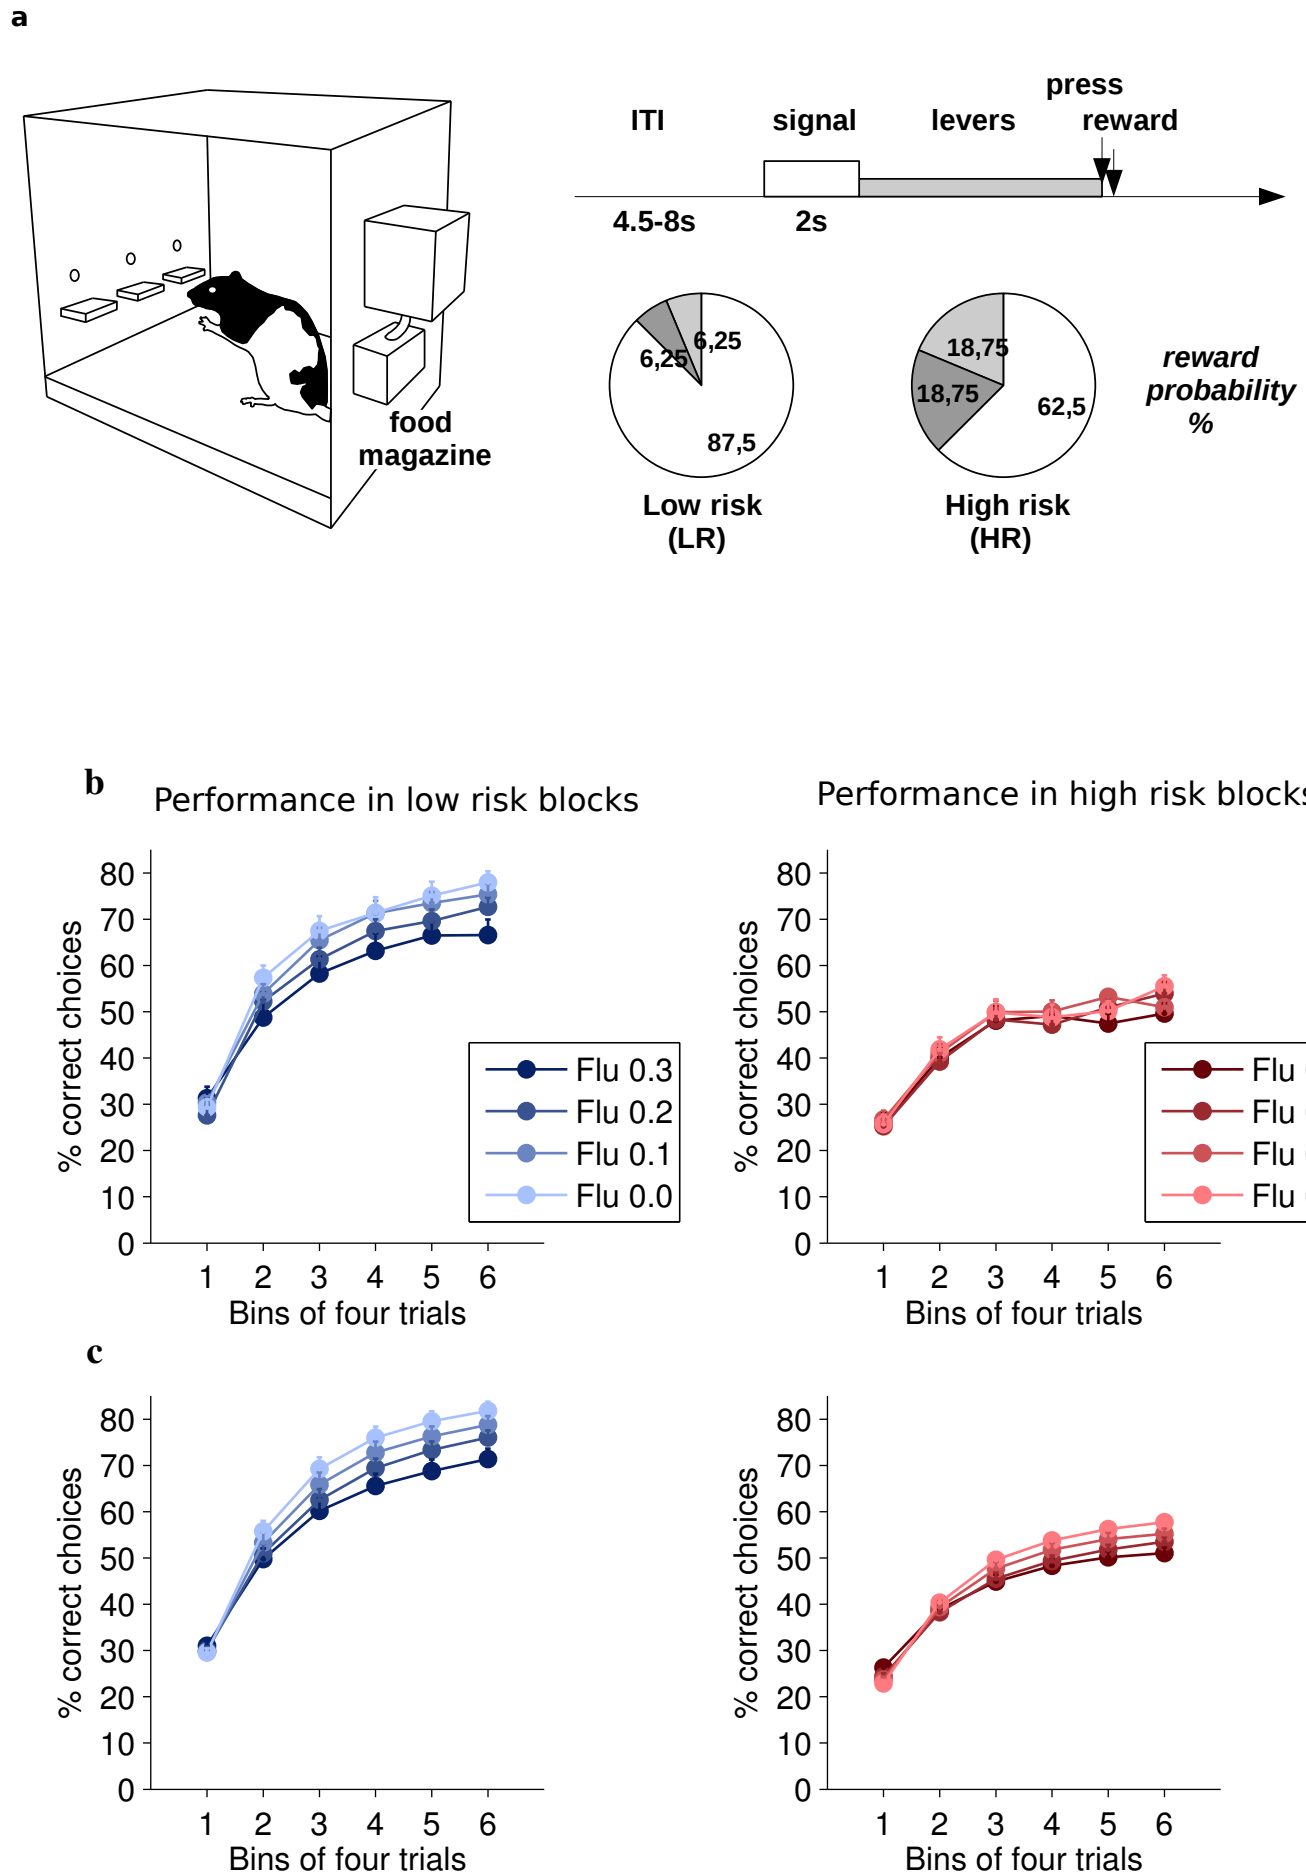 a
press
ITI signal levers reward
4.5-8s 2s
6,25
6,25
87,5
18,75
18,75
62,5
reward
probability
%
food
magazine
Low risk
(LR)
High risk
(HR)
b
Performance in low risk blocks
Performance in high risk blocks
80
70
60
50
40
30
20
10
0
% correct choices
Flu 0.3
Flu 0.2
Flu 0.1
Flu 0.0
1 2 3 4 5 6
Bins of four trials
80
70
60
50
40
30
20
10
0
% correct choices
Flu
Flu
Flu
Flu
1 2 3 4 5 6
Bins of four trials
c
80
70
60
50
40
30
20
10
0
% correct choices
1 2 3 4 5 6
Bins of four trials
80
70
60
50
40
30
20
10
0
% correct choices
1 2 3 4 5 6
Bins of four trials